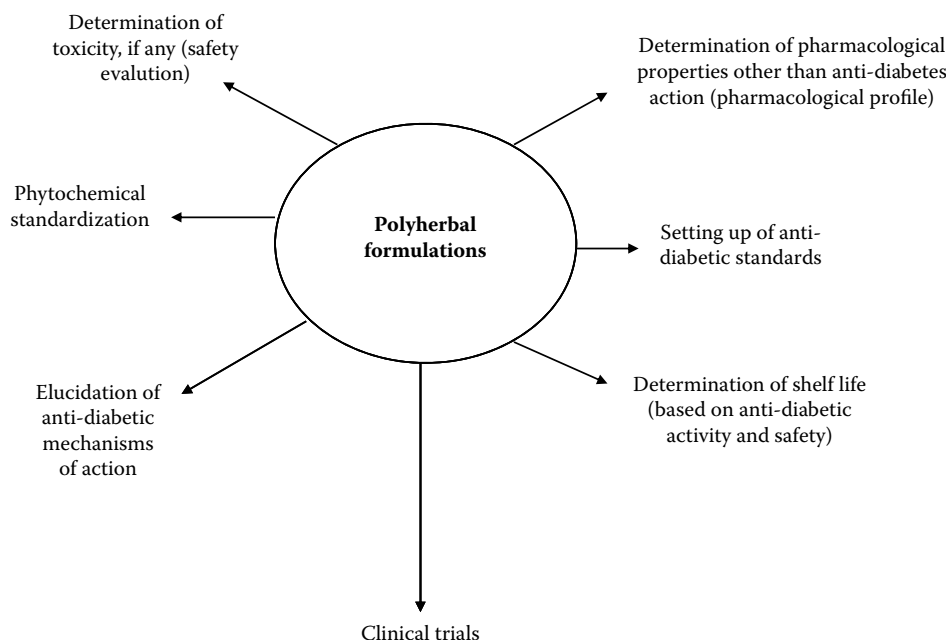 Determination of
toxicity, if any (safety
evalution)
Determination of pharmacological
properties other than anti-diabetes
action (pharmacological profile)
Phytochemical
standardization
Polyherbal
formulations
Setting up of anti-
diabetic standards
Elucidation of
anti-diabetic
mechanisms
of action
Determination of shelf life
(based on anti-diabetic
activity and safety)
Clinical trials